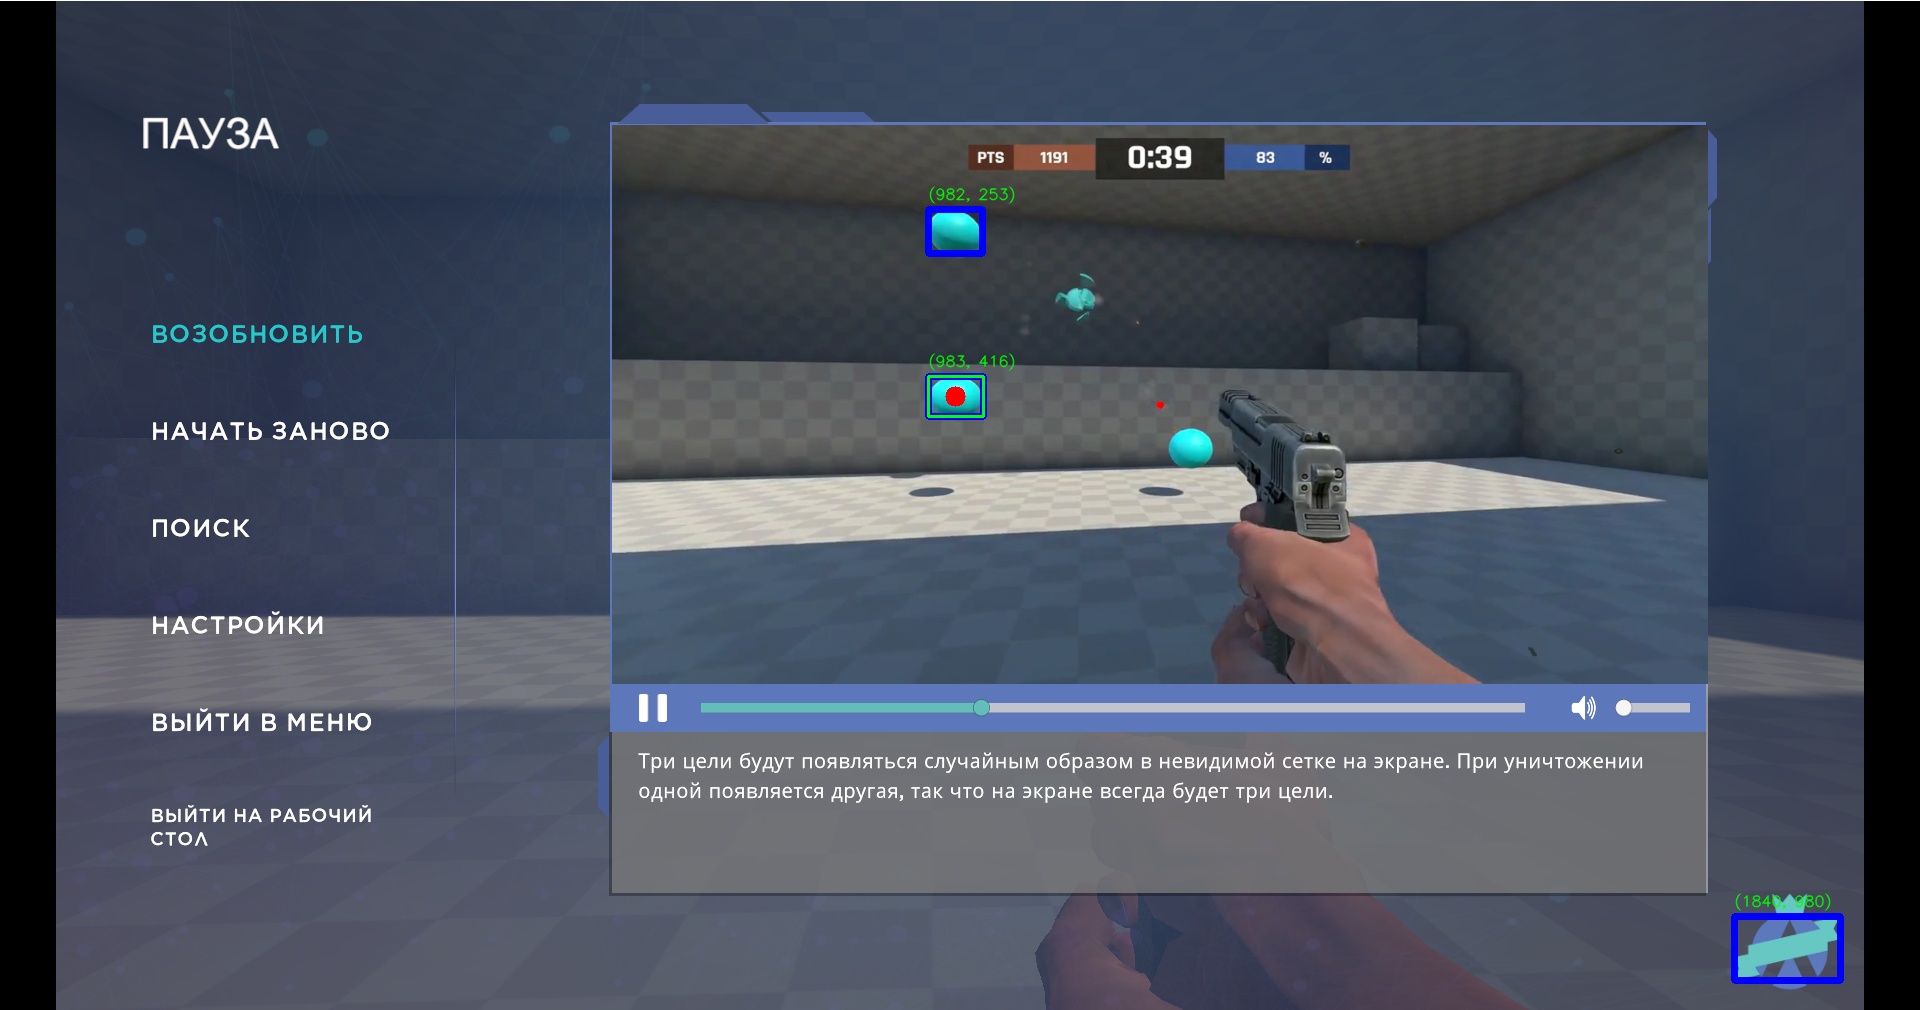 ПАУЗА
ВОЗОБНОВИТЬ
НАЧАТЬ ЗАНОВО
ПОИСК
НАСТРОЙКИ
ВЫЙТИ В МЕНЮ
ВЫЙТИ НА РАБОЧИЙ
СТОЛ
PTS 1191 0:39 83 %
(982, 253)
(983, 416)
Три цели будут появляться случайным образом в невидимой сетке на экране. При уничтожении
одной появляется другая, так что на экране всегда будет три цели.
(1840, 980)